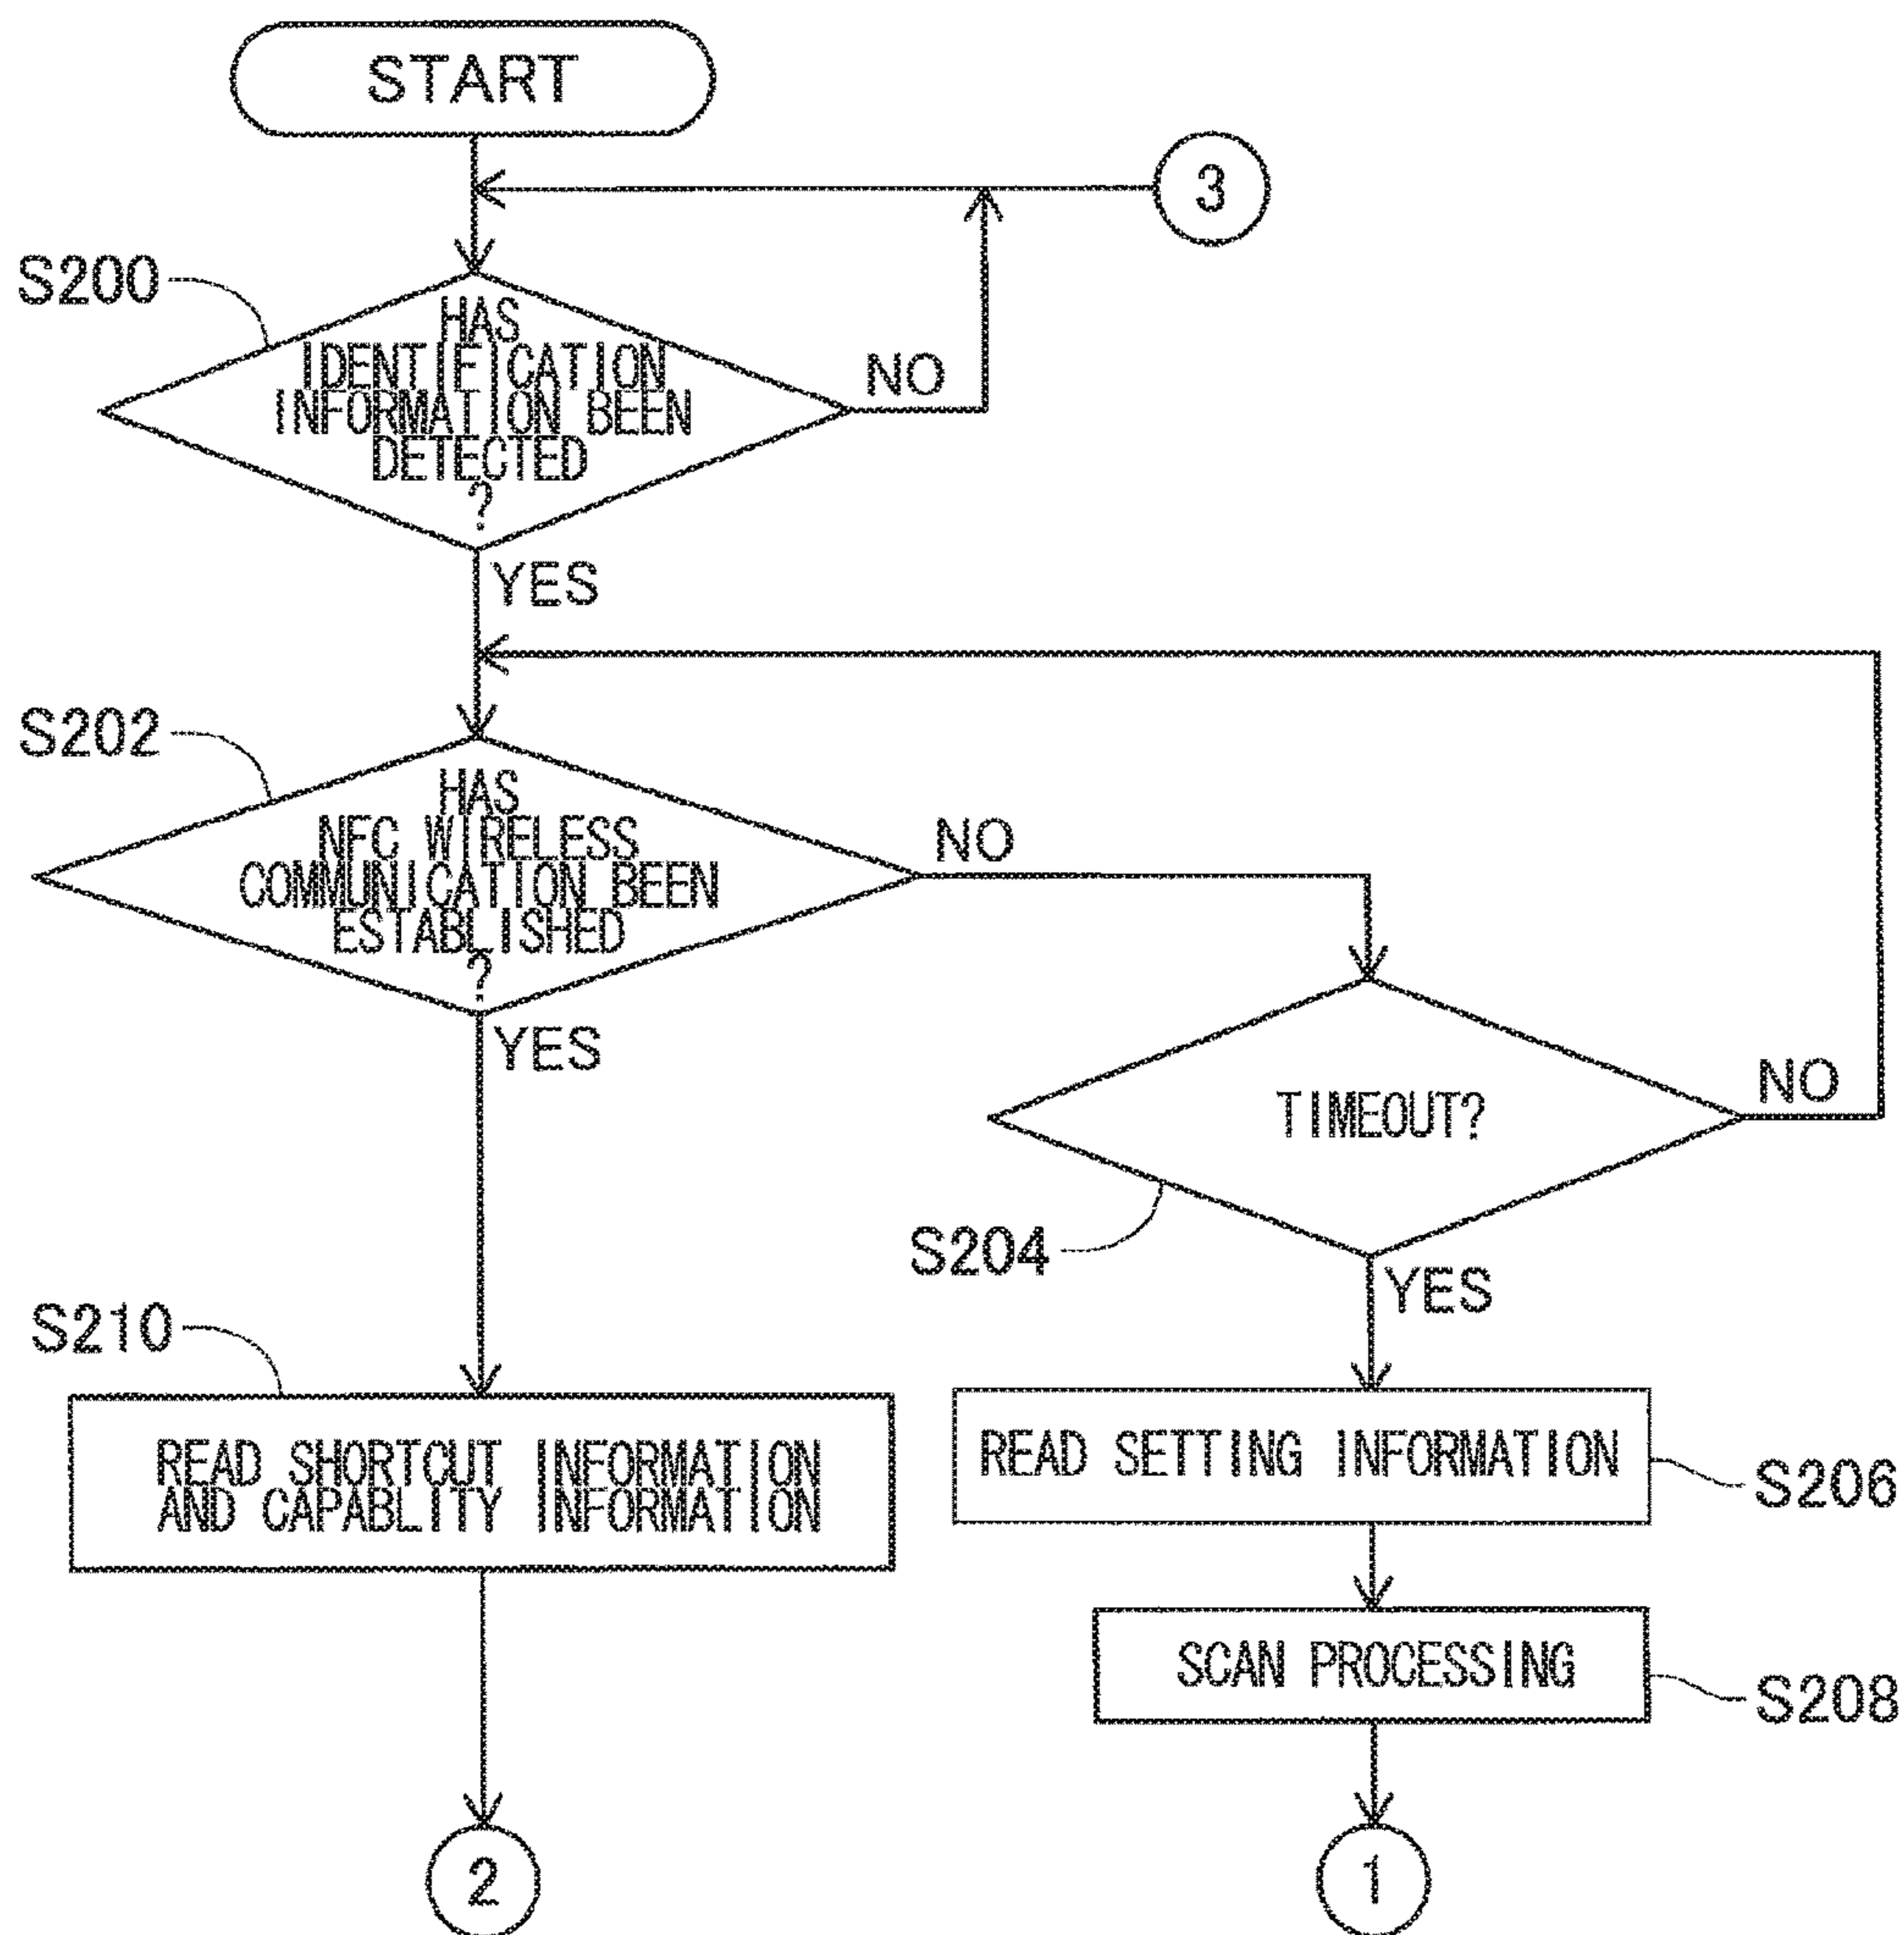 START
3
S200
HAS
IDENTIFICATION
INFORMATION BEEN
DETECTED
?
NO
YES
S202
HAS
NFC WIRELESS
COMMUNICATION BEEN
ESTABLISHED
?
NO
YES
TIMEOUT?
NO
S204
YES
S210
READ SHORTCUT INFORMATION
AND CAPABLITY INFORMATION
READ SETTING INFORMATION
S206
SCAN PROCESSING
S208
2
1